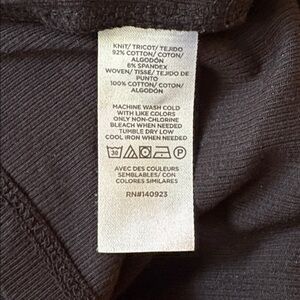 KNIT/ TRICOT/ TEJIDO
92% COTTON/ COTON/
ALGODÓN
8% SPANDEX
WOVEN/ TISSÉ/ TEJIDO DE
PUNTO
100% COTTON/ COTON/
ALGODÓN
MACHINE WASH COLD
WITH LIKE COLORS
ONLY NON-CHLORINE
BLEACH WHEN NEEDED
TUMBLE DRY LOW
COOL IRON WHEN NEEDED
30 P
AVEC DES COULEURS
SEMBLABLES/ CON
COLORES SIMILARES
RN#140923